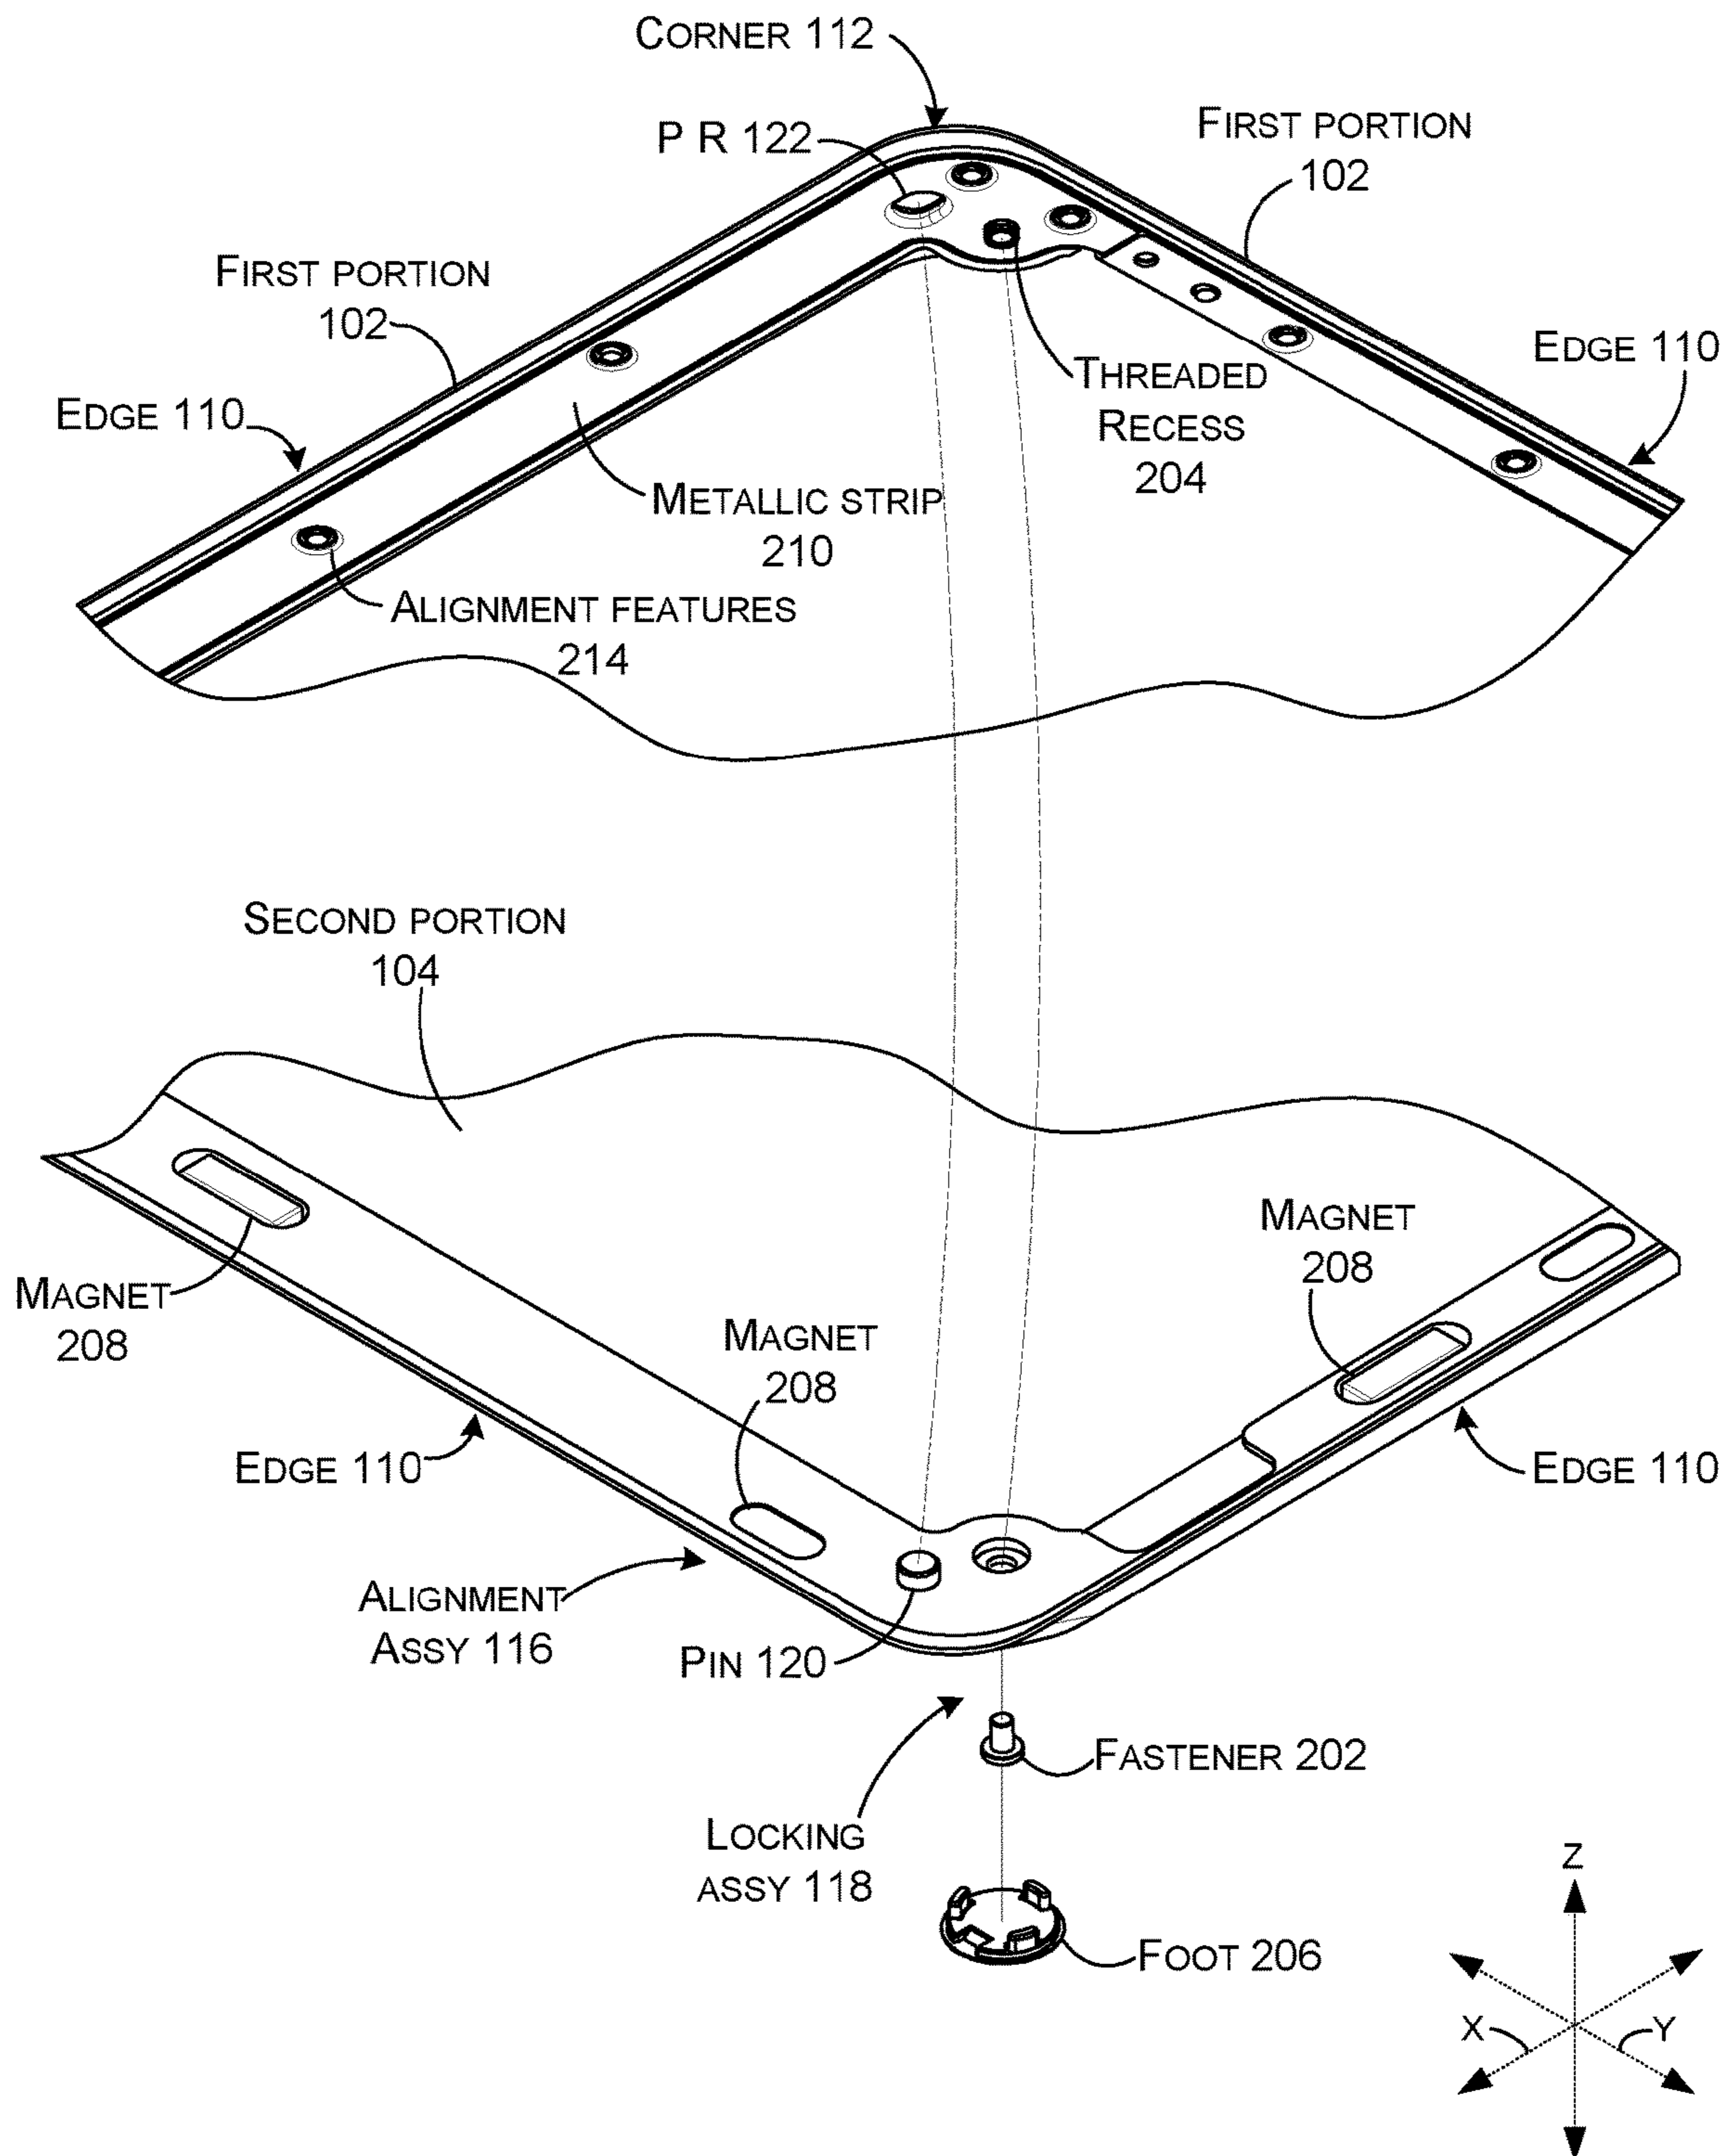 CORNER 112
P R 122
FIRST PORTION
102
FIRST PORTION
102
EDGE 110
EDGE 110
THREADED
RECESS
204
METALLIC STRIP
210
ALIGNMENT FEATURES
214
SECOND PORTION
104
MAGNET
208
MAGNET
208
MAGNET
208
EDGE 110
EDGE 110
ALIGNMENT
ASSY 116
PIN 120
FASTENER 202
LOCKING
ASSY 118
FOOT 206
Z
X
Y